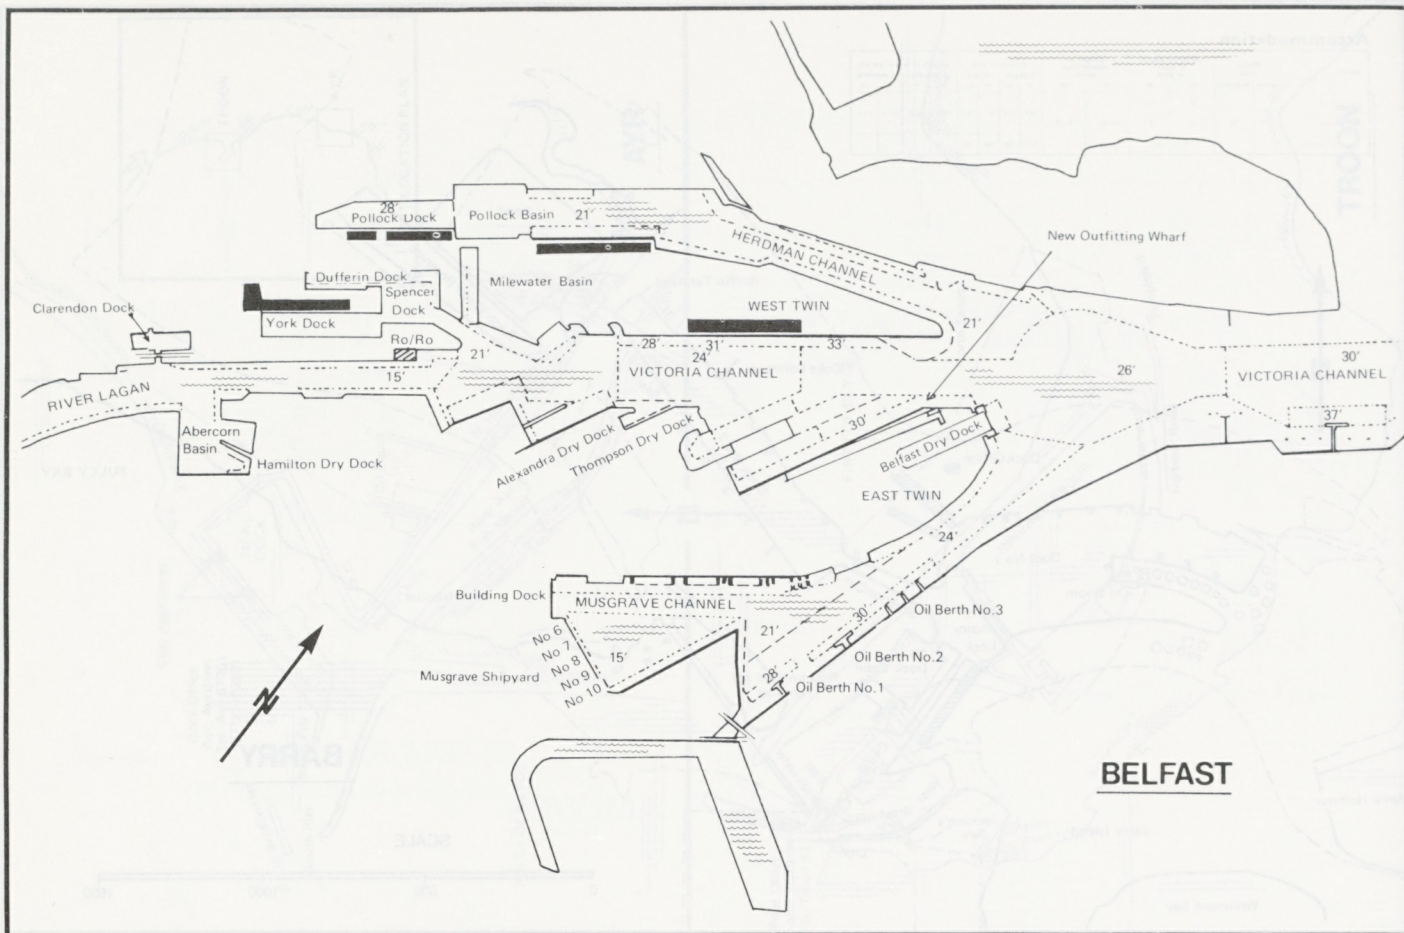 28'
Pollock Dock
Pollock Basin
21'
HERDMAN CHANNEL
New Outfitting Wharf
Dufferin Dock
Spencer
Dock
Milewater Basin
Clarendon Dock
York Dock
Ro/Ro
WEST TWIN
21'
28'
31'
33'
24'
21'
VICTORIA CHANNEL
15'
RIVER LAGAN
26'
30'
VICTORIA CHANNEL
37'
Abercorn
Basin
Hamilton Dry Dock
Alexandra Dry Dock
Thompson Dry Dock
30'
Belfast Dry Dock
EAST TWIN
24'
Building Dock
MUSGRAVE CHANNEL
30'
Oil Berth No.3
21'
No 6
No 7
No 8
No 9
No 10
15'
Musgrave Shipyard
Oil Berth No.2
28'
Oil Berth No.1
N
BELFAST
TROON
AYR
BARRY
SCALE